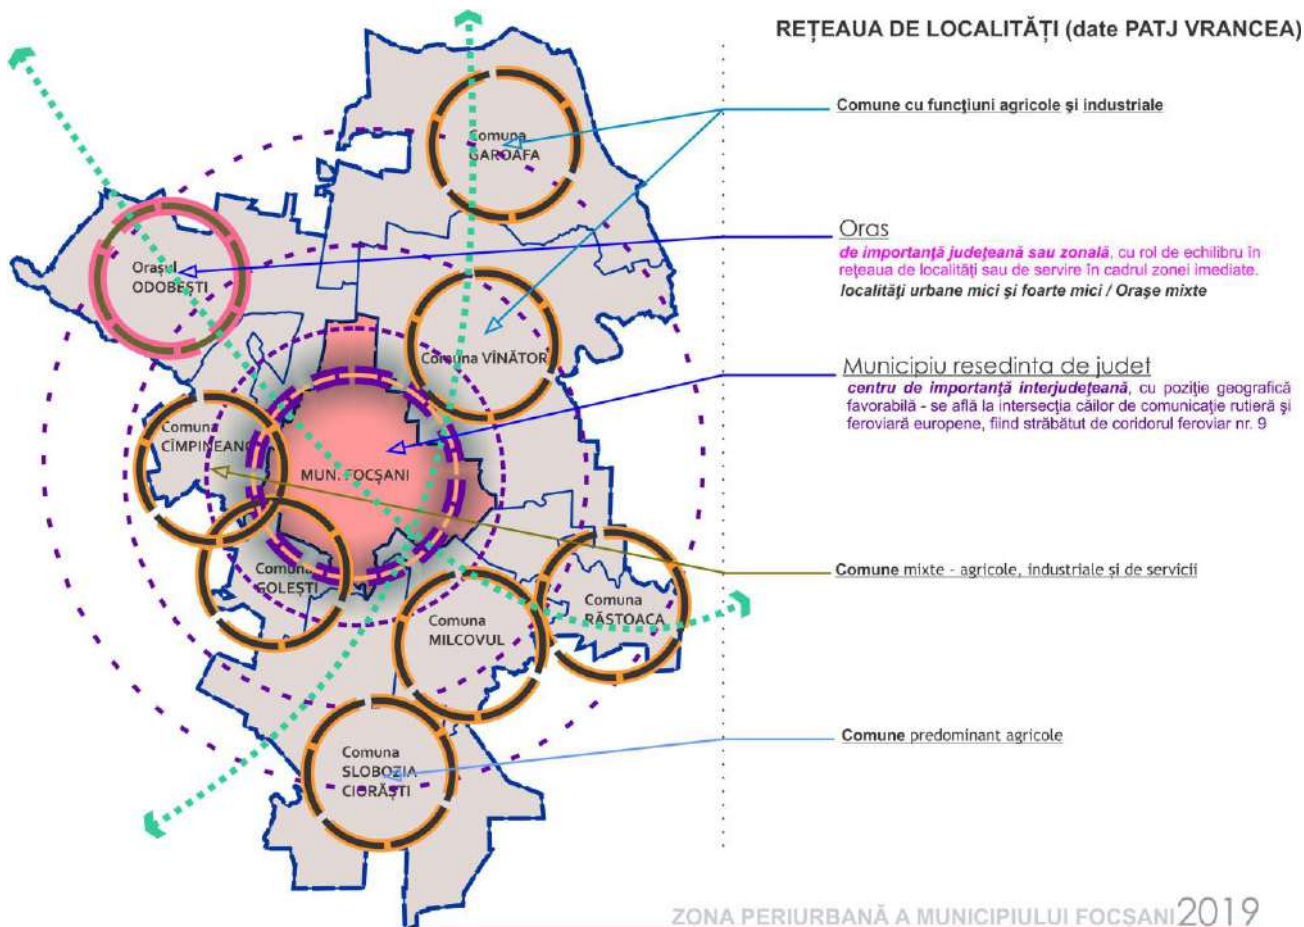 REȚEAUA DE LOCALITĂȚI (date PATJ VRANCEA)
Comune cu funcțiuni agricole și industriale
Oras
de importanță județeană sau zonală, cu rol de echilibru în
rețeaua de localități sau de servire în cadrul zonei imediate.
localități urbane mici și foarte mici / Orașe mixte
Municipiu resedinta de judet
centru de importanță interjudețeană, cu poziție geografică
favorabilă - se află la intersecția căilor de comunicație rutieră și
feroviară europene, fiind străbătut de coridorul feroviar nr. 9
Comune mixte - agricole, industriale și de servicii
Comune predominant agricole
Comuna
GAROAFA
Orașul
ODOBEȘTI
Comuna VÎNĂTOR
Comuna
CÎMPINEANC
MUN. FOCȘANI
Comuna
GOLEȘTI
Comuna
MILCOVUL
Comuna
RĂSTOACA
Comuna
SLOBOZIA
CIORĂȘTI
ZONA PERIURBANĂ A MUNICIPIULUI FOCȘANI 2019